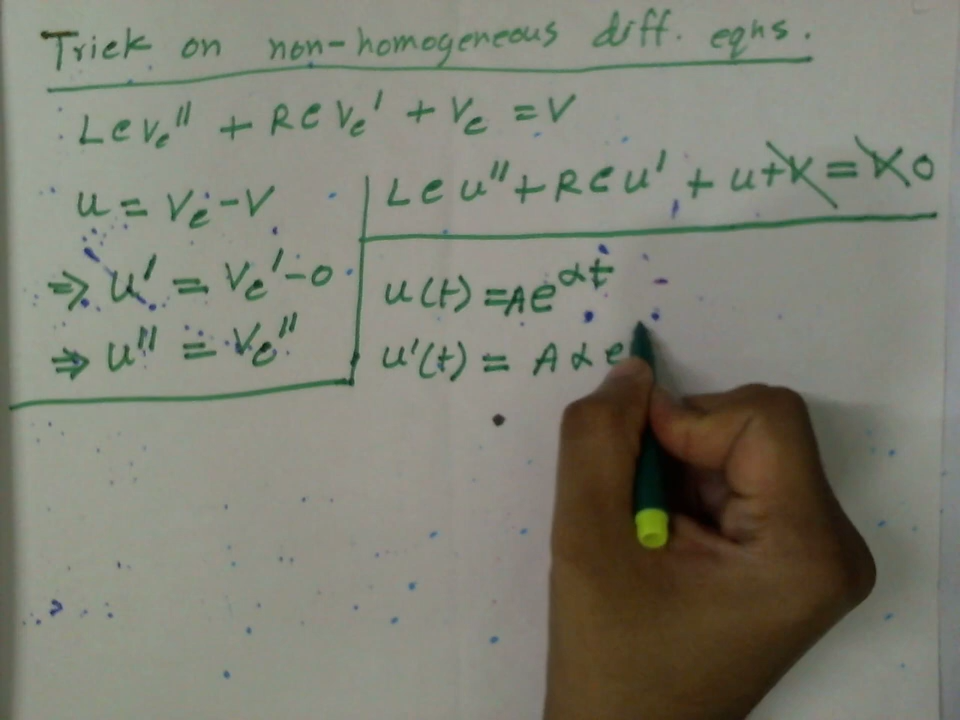 Trick on non-homogeneous diff. eqns.
LCVc'' + RCVc' + Vc = V
u = Vc - V
⇒ u' = Vc' - 0
⇒ u'' = Vc''
LCu'' + RCu' + u + V = V 0
u(t) = Ae^αt
u'(t) = Aαe